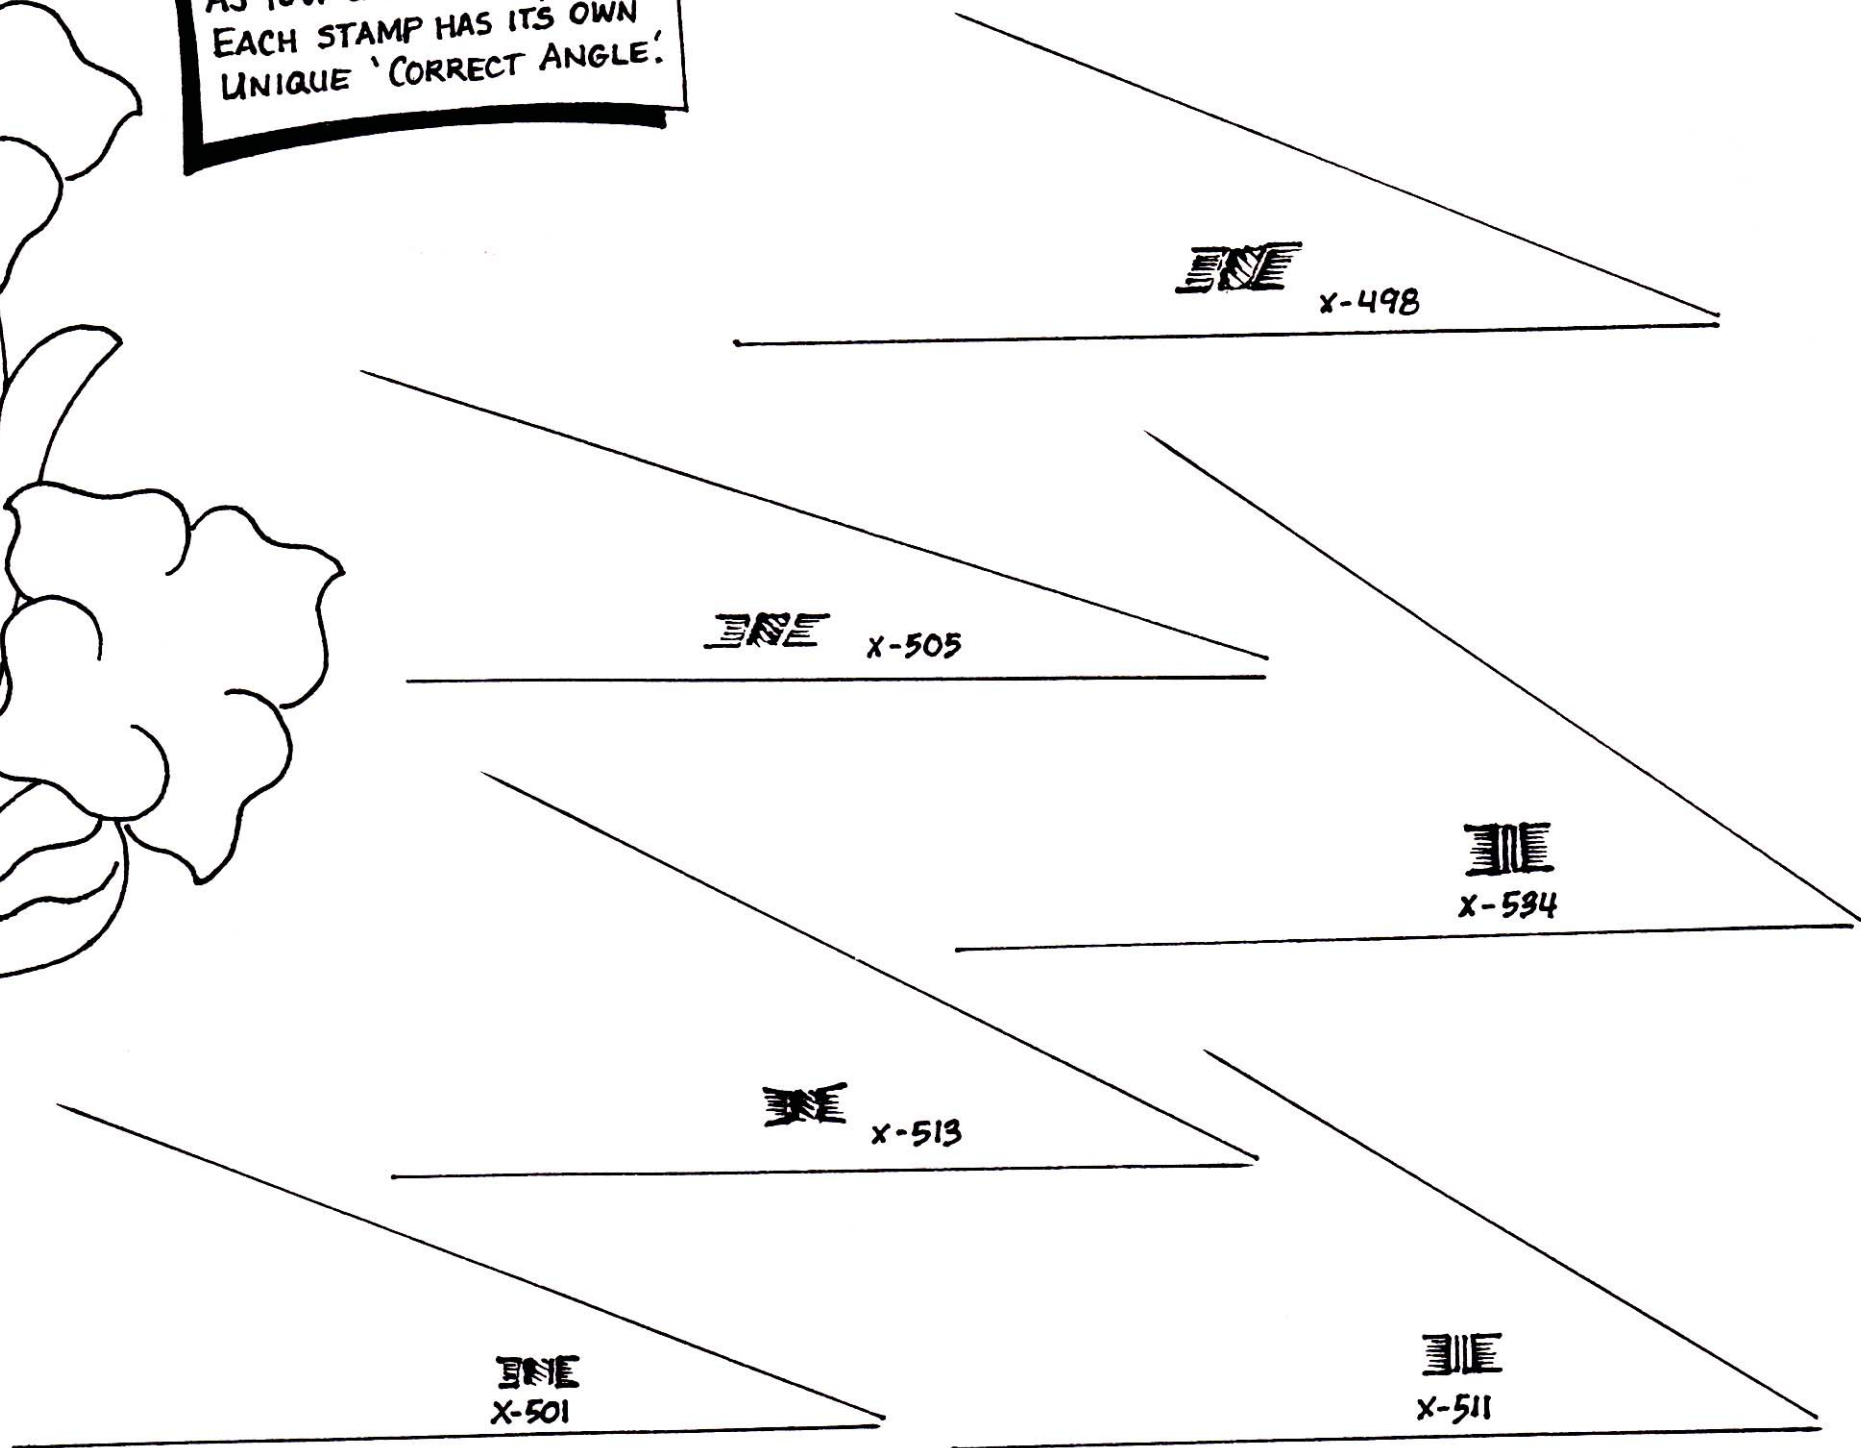 EACH STAMP HAS ITS OWN
UNIQUE 'CORRECT ANGLE.'
X-498
X-505
X-534
X-513
X-501
X-511